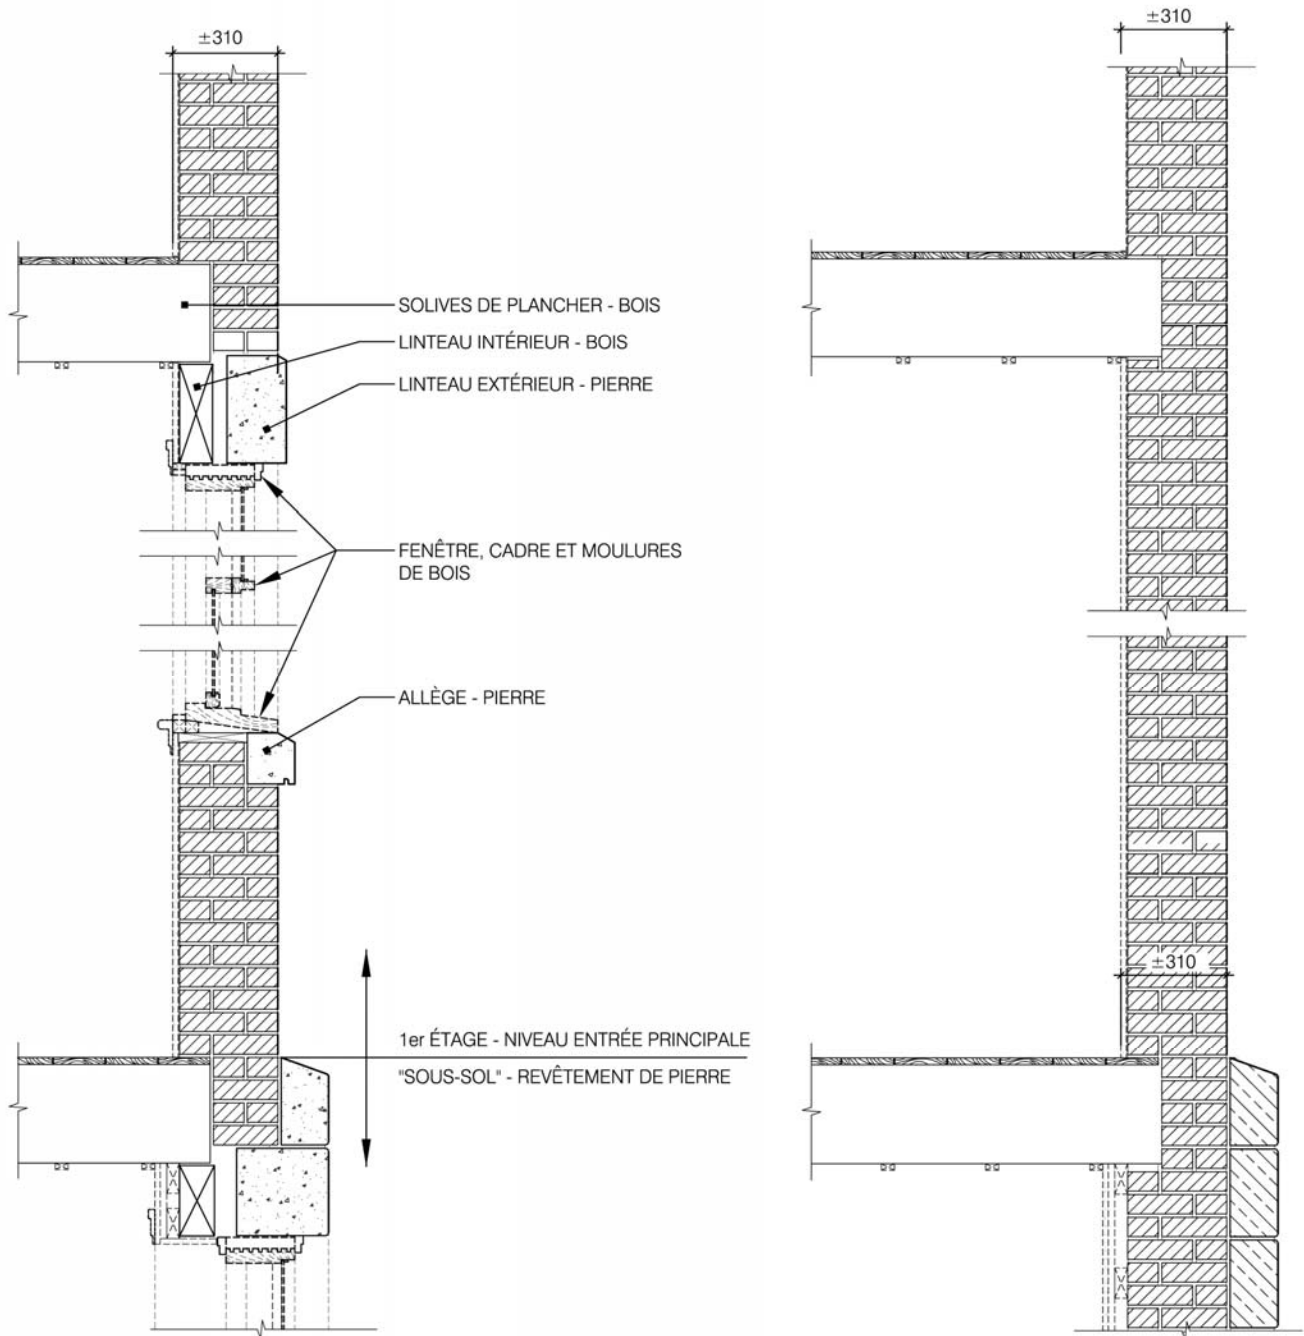 ±310
±310
SOLIVES DE PLANCHER - BOIS
LINTEAU INTÉRIEUR - BOIS
LINTEAU EXTÉRIEUR - PIERRE
FENÊTRE, CADRE ET MOULURES
DE BOIS
ALLÈGE - PIERRE
±310
1er ÉTAGE - NIVEAU ENTRÉE PRINCIPALE
"SOUS-SOL" - REVÊTEMENT DE PIERRE